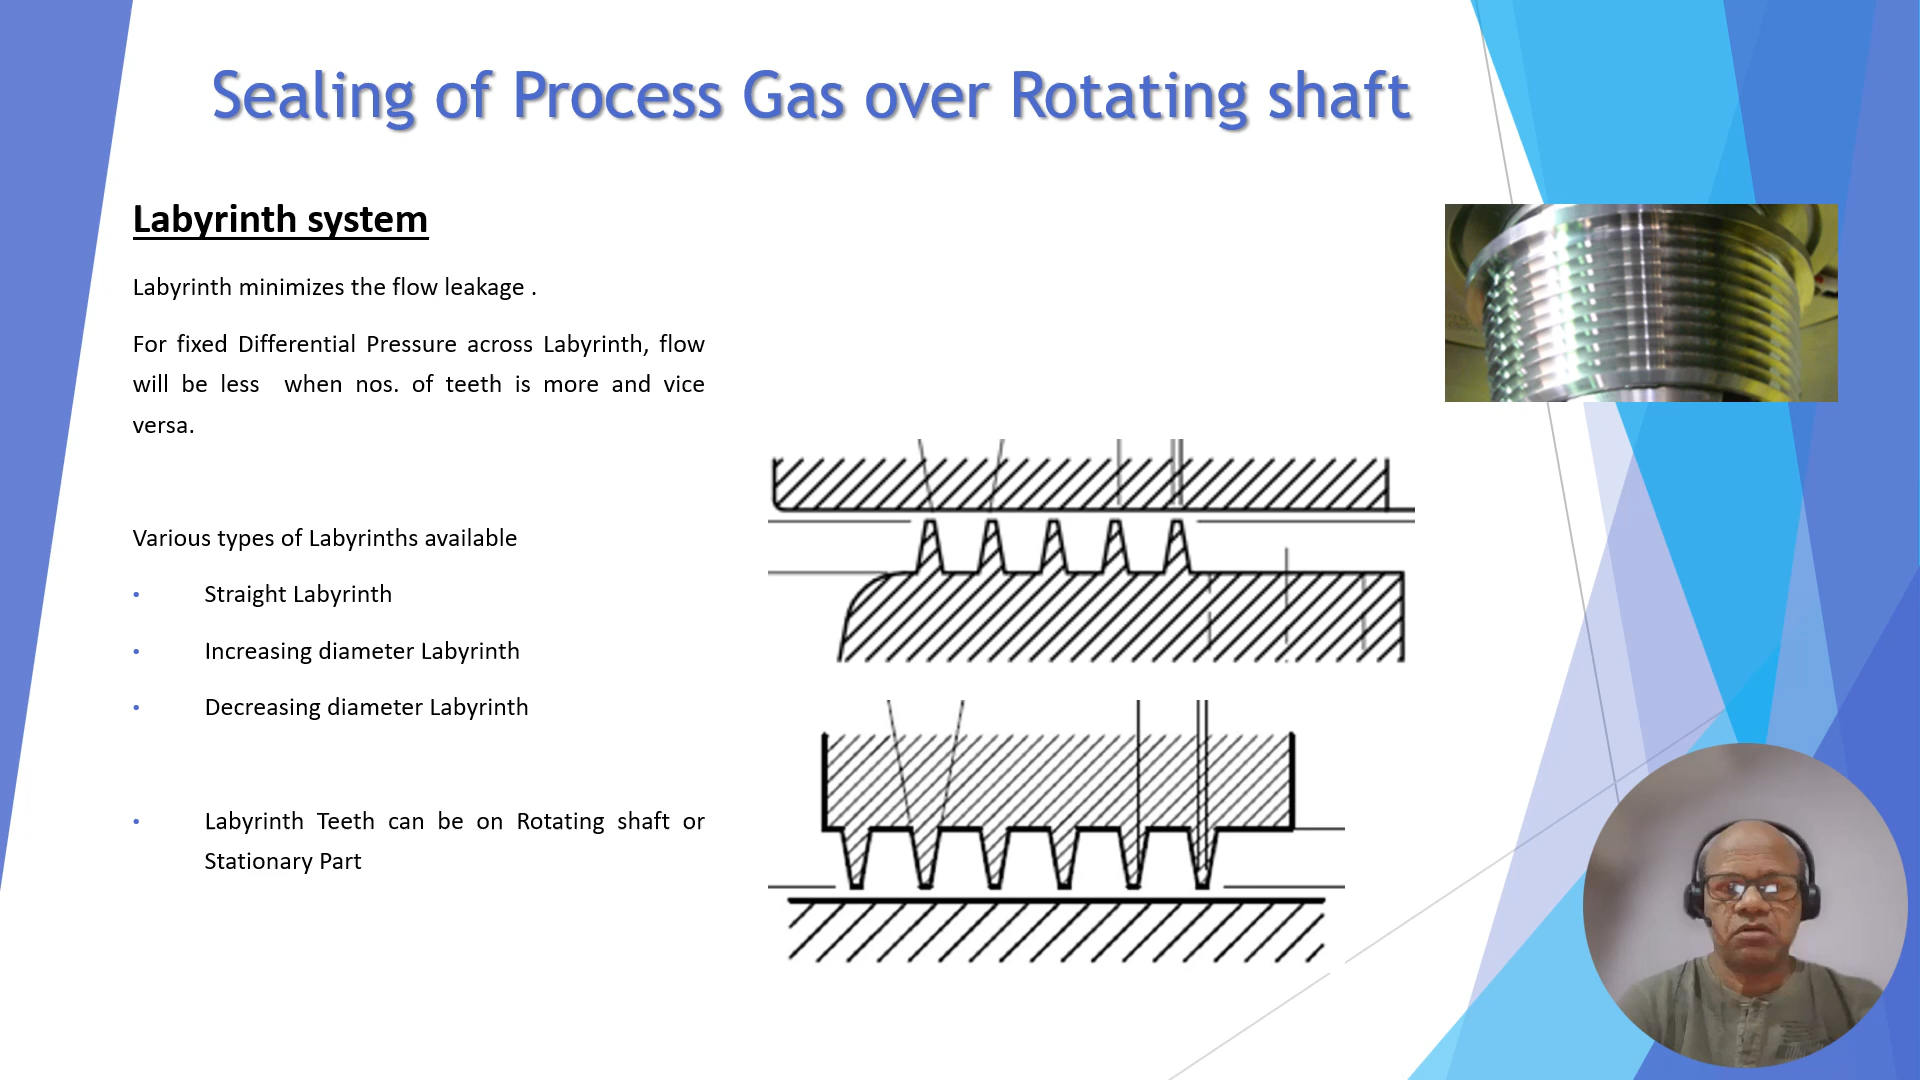 Sealing of Process Gas over Rotating shaft
Labyrinth system
Labyrinth minimizes the flow leakage .
For fixed Differential Pressure across Labyrinth, flow
will be less when nos. of teeth is more and vice
versa.
Various types of Labyrinths available
• Straight Labyrinth
• Increasing diameter Labyrinth
• Decreasing diameter Labyrinth
• Labyrinth Teeth can be on Rotating shaft or
Stationary Part